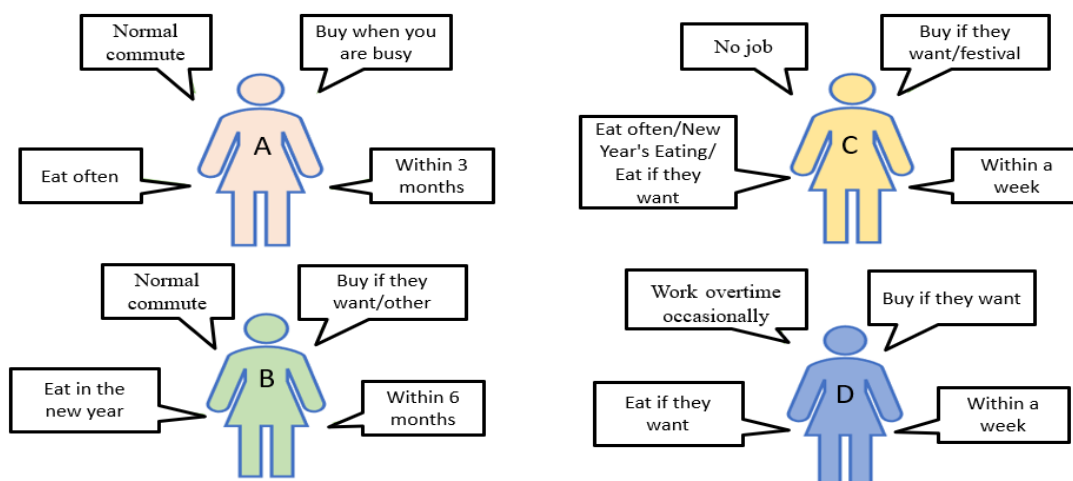 Normal
commute
Buy when you
are busy
A
Eat often
Within 3
months
No job
Buy if they
want/festival
C
Eat often/New
Year's Eating/
Eat if they
want
Within a
week
Normal
commute
Buy if they
want/other
B
Eat in the
new year
Within 6
months
Work overtime
occasionally
Buy if they want
D
Eat if they
want
Within a
week